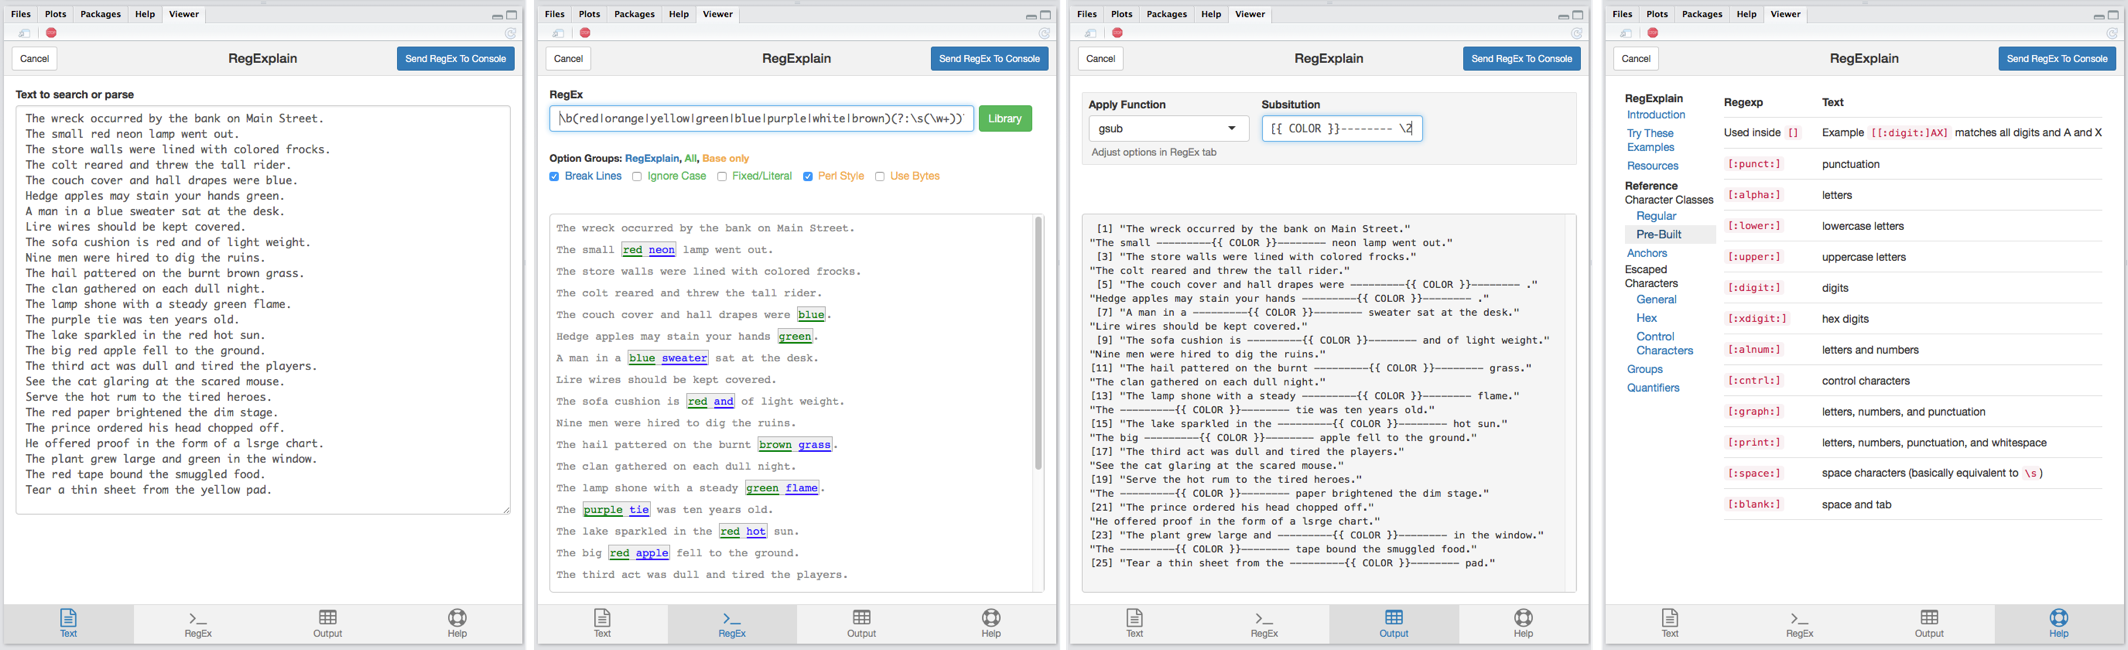 Files Plots Packages Help Viewer
Cancel RegExplain Send RegEx To Console
Text to search or parse
The wreck occurred by the bank on Main Street.
The small red neon lamp went out.
The store walls were lined with colored frocks.
The colt reared and threw the tall rider.
The couch cover and hall drapes were blue.
Hedge apples may stain your hands green.
A man in a blue sweater sat at the desk.
Lire wires should be kept covered.
The sofa cushion is red and of light weight.
Nine men were hired to dig the ruins.
The hail pattered on the burnt brown grass.
The clan gathered on each dull night.
The lamp shone with a steady green flame.
The purple tie was ten years old.
The lake sparkled in the red hot sun.
The big red apple fell to the ground.
The third act was dull and tired the players.
See the cat glaring at the scared mouse.
Serve the hot rum to the tired heroes.
The red paper brightened the dim stage.
The prince ordered his head chopped off.
He offered proof in the form of a lsrge chart.
The plant grew large and green in the window.
The red tape bound the smuggled food.
Tear a thin sheet from the yellow pad.
Text RegEx Output Help
Files Plots Packages Help Viewer
Cancel RegExplain Send RegEx To Console
RegEx
\b(red|orange|yellow|green|blue|purple|white|brown)(?:\s(\w+)) Library
Option Groups: RegExplain, All, Base only
Break Lines Ignore Case Fixed/Literal Perl Style Use Bytes
The wreck occurred by the bank on Main Street.
The small red neon lamp went out.
The store walls were lined with colored frocks.
The colt reared and threw the tall rider.
The couch cover and hall drapes were blue.
Hedge apples may stain your hands green.
A man in a blue sweater sat at the desk.
Lire wires should be kept covered.
The sofa cushion is red and of light weight.
Nine men were hired to dig the ruins.
The hail pattered on the burnt brown grass.
The clan gathered on each dull night.
The lamp shone with a steady green flame.
The purple tie was ten years old.
The lake sparkled in the red hot sun.
The big red apple fell to the ground.
The third act was dull and tired the players.
Text RegEx Output Help
Files Plots Packages Help Viewer
Cancel RegExplain Send RegEx To Console
Apply Function Subsitution
gsub [{ COLOR }}-------- \2
Adjust options in RegEx tab
[1] "The wreck occurred by the bank on Main Street."
"The small ---------{{ COLOR }}-------- neon lamp went out."
[3] "The store walls were lined with colored frocks."
"The colt reared and threw the tall rider."
[5] "The couch cover and hall drapes were ---------{{ COLOR }}-------- ."
"Hedge apples may stain your hands ---------{{ COLOR }}-------- ."
[7] "A man in a ---------{{ COLOR }}-------- sweater sat at the desk."
"Lire wires should be kept covered."
[9] "The sofa cushion is ---------{{ COLOR }}-------- and of light weight."
"Nine men were hired to dig the ruins."
[11] "The hail pattered on the burnt ---------{{ COLOR }}-------- grass."
"The clan gathered on each dull night."
[13] "The lamp shone with a steady ---------{{ COLOR }}-------- flame."
"The ---------{{ COLOR }}-------- tie was ten years old."
[15] "The lake sparkled in the ---------{{ COLOR }}-------- hot sun."
"The big ---------{{ COLOR }}-------- apple fell to the ground."
[17] "The third act was dull and tired the players."
"See the cat glaring at the scared mouse."
[19] "Serve the hot rum to the tired heroes."
"The ---------{{ COLOR }}-------- paper brightened the dim stage."
[21] "The prince ordered his head chopped off."
"He offered proof in the form of a lsrge chart."
[23] "The plant grew large and ---------{{ COLOR }}-------- in the window."
"The ---------{{ COLOR }}-------- tape bound the smuggled food."
[25] "Tear a thin sheet from the ---------{{ COLOR }}-------- pad."
Text RegEx Output Help
Files Plots Packages Help Viewer
Cancel RegExplain Send RegEx To Console
RegExplain
Introduction
Try These
Examples
Resources
Reference
Character Classes
Regular
Pre-Built
Anchors
Escaped
Characters
General
Hex
Control
Characters
Groups
Quantifiers
Regexp Text
Used inside [] Example [[:digit:]AX] matches all digits and A and X
[:punct:] punctuation
[:alpha:] letters
[:lower:] lowercase letters
[:upper:] uppercase letters
[:digit:] digits
[:xdigit:] hex digits
[:alnum:] letters and numbers
[:cntrl:] control characters
[:graph:] letters, numbers, and punctuation
[:print:] letters, numbers, punctuation, and whitespace
[:space:] space characters (basically equivalent to \s)
[:blank:] space and tab
Text RegEx Output Help